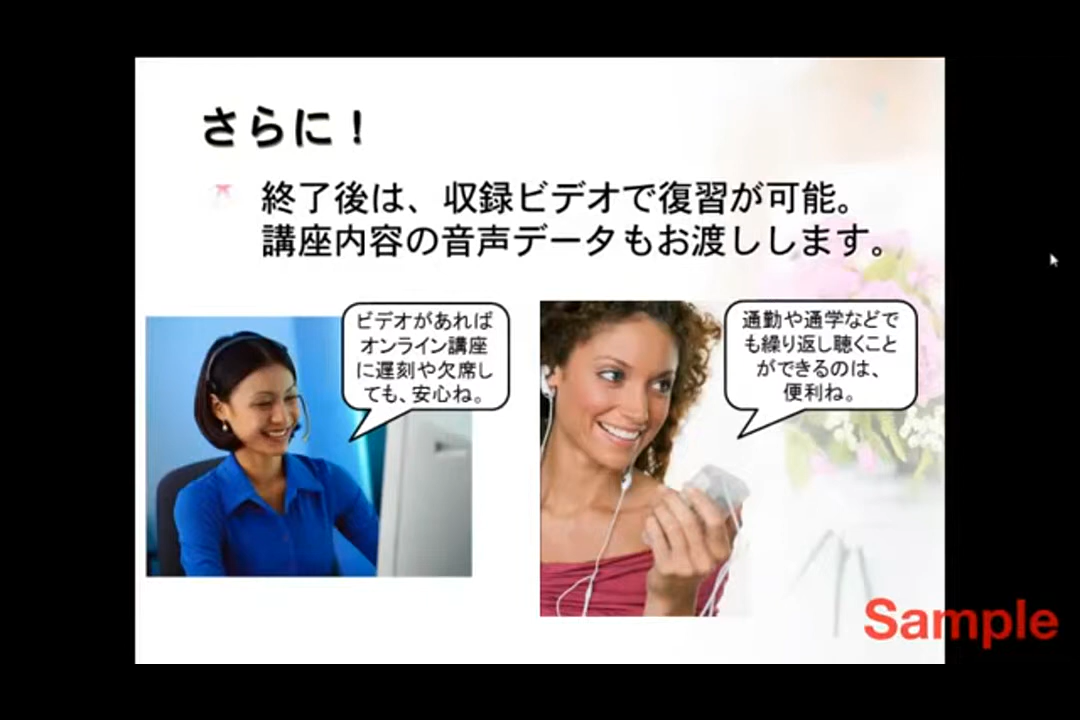 さらに！
終了後は、収録ビデオで復習が可能。
講座内容の音声データもお渡しします。
ビデオがあれば
オンライン講座
に遅刻や欠席し
ても、安心ね。
通勤や通学などで
も繰り返し聴くこと
ができるのは、
便利ね。
Sample